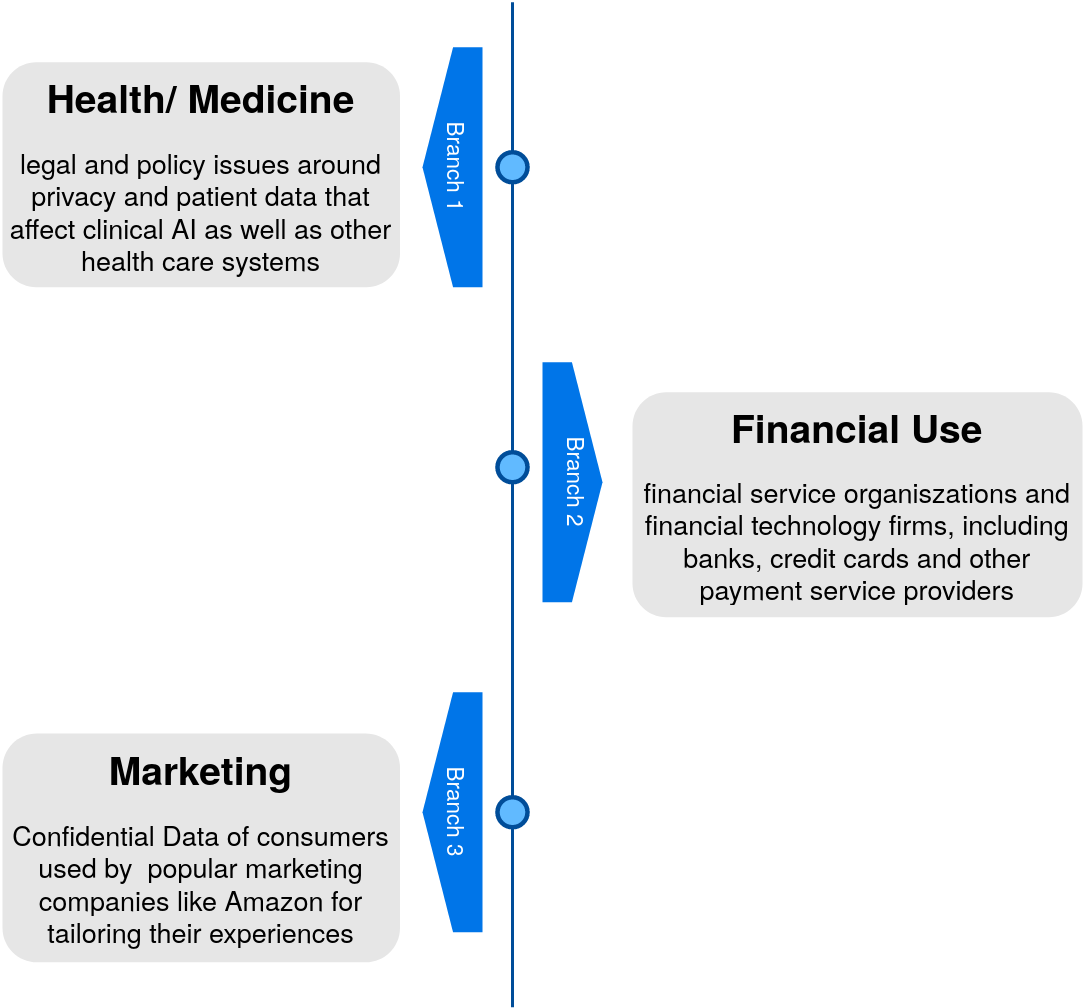 Health/ Medicine
legal and policy issues around
privacy and patient data that
affect clinical AI as well as other
health care systems
Branch 1
Branch 2
Financial Use
financial service organiszations and
financial technology firms, including
banks, credit cards and other
payment service providers
Marketing
Confidential Data of consumers
used by  popular marketing
companies like Amazon for
tailoring their experiences
Branch 3